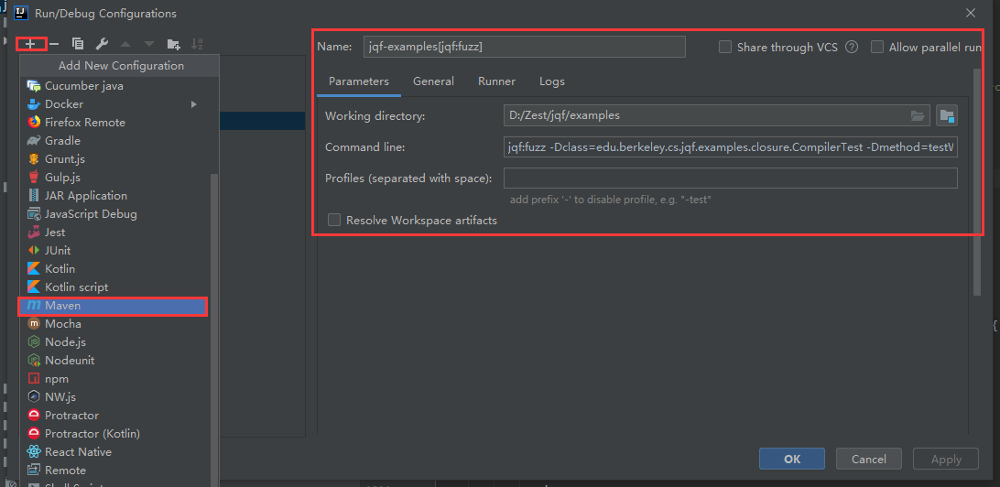 Run/Debug Configurations
Add New Configuration
Cucumber java
Docker
Firefox Remote
Gradle
Grunt.js
Gulp.js
JAR Application
JavaScript Debug
Jest
JUnit
Kotlin
Kotlin script
Maven
Mocha
Node.js
Nodeunit
npm
NW.js
Protractor
Protractor (Kotlin)
React Native
Remote
Name: jqf-examples[jqf:fuzz] Share through VCS ? Allow parallel run
Parameters General Runner Logs
Working directory: D:/Zest/jqf/examples
Command line: jqf:fuzz -Dclass=edu.berkeley.cs.jqf.examples.closure.CompilerTest -Dmethod=testW
Profiles (separated with space):
add prefix '-' to disable profile, e.g. "-test"
Resolve Workspace artifacts
OK Cancel Apply